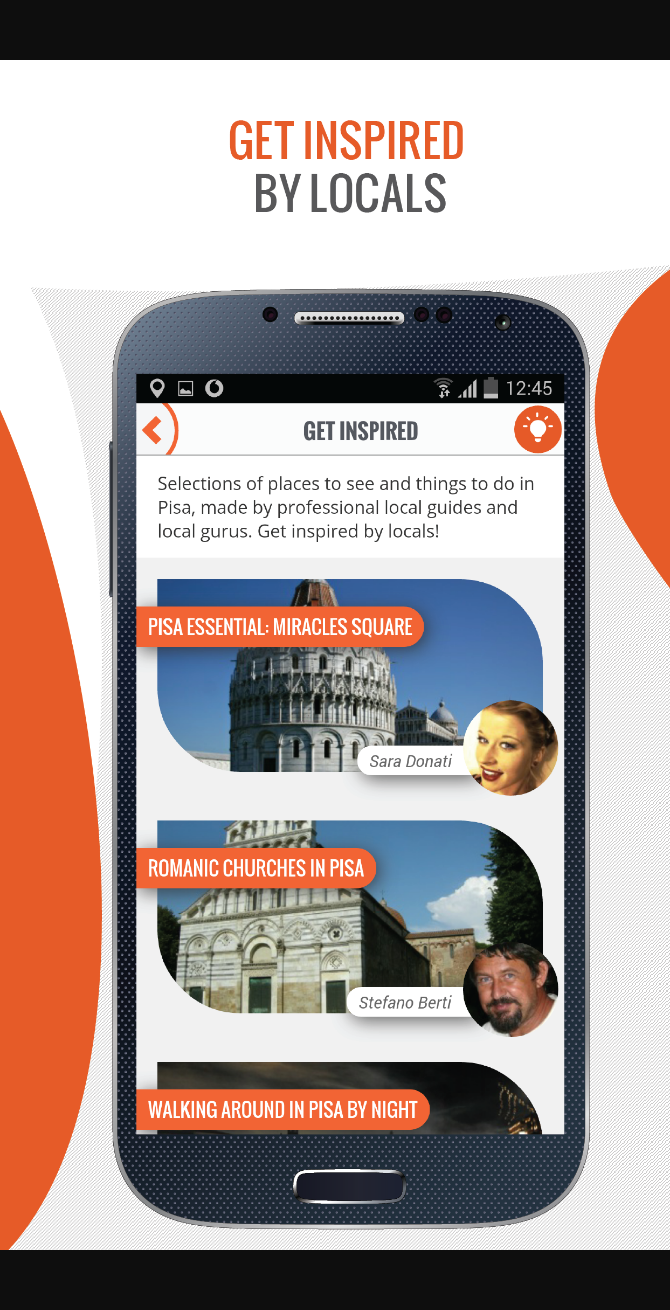 GET INSPIRED
BY LOCALS
12:45
GET INSPIRED
Selections of places to see and things to do in
Pisa, made by professional local guides and
local gurus. Get inspired by locals!
PISA ESSENTIAL: MIRACLES SQUARE
Sara Donati
ROMANIC CHURCHES IN PISA
Stefano Berti
WALKING AROUND IN PISA BY NIGHT